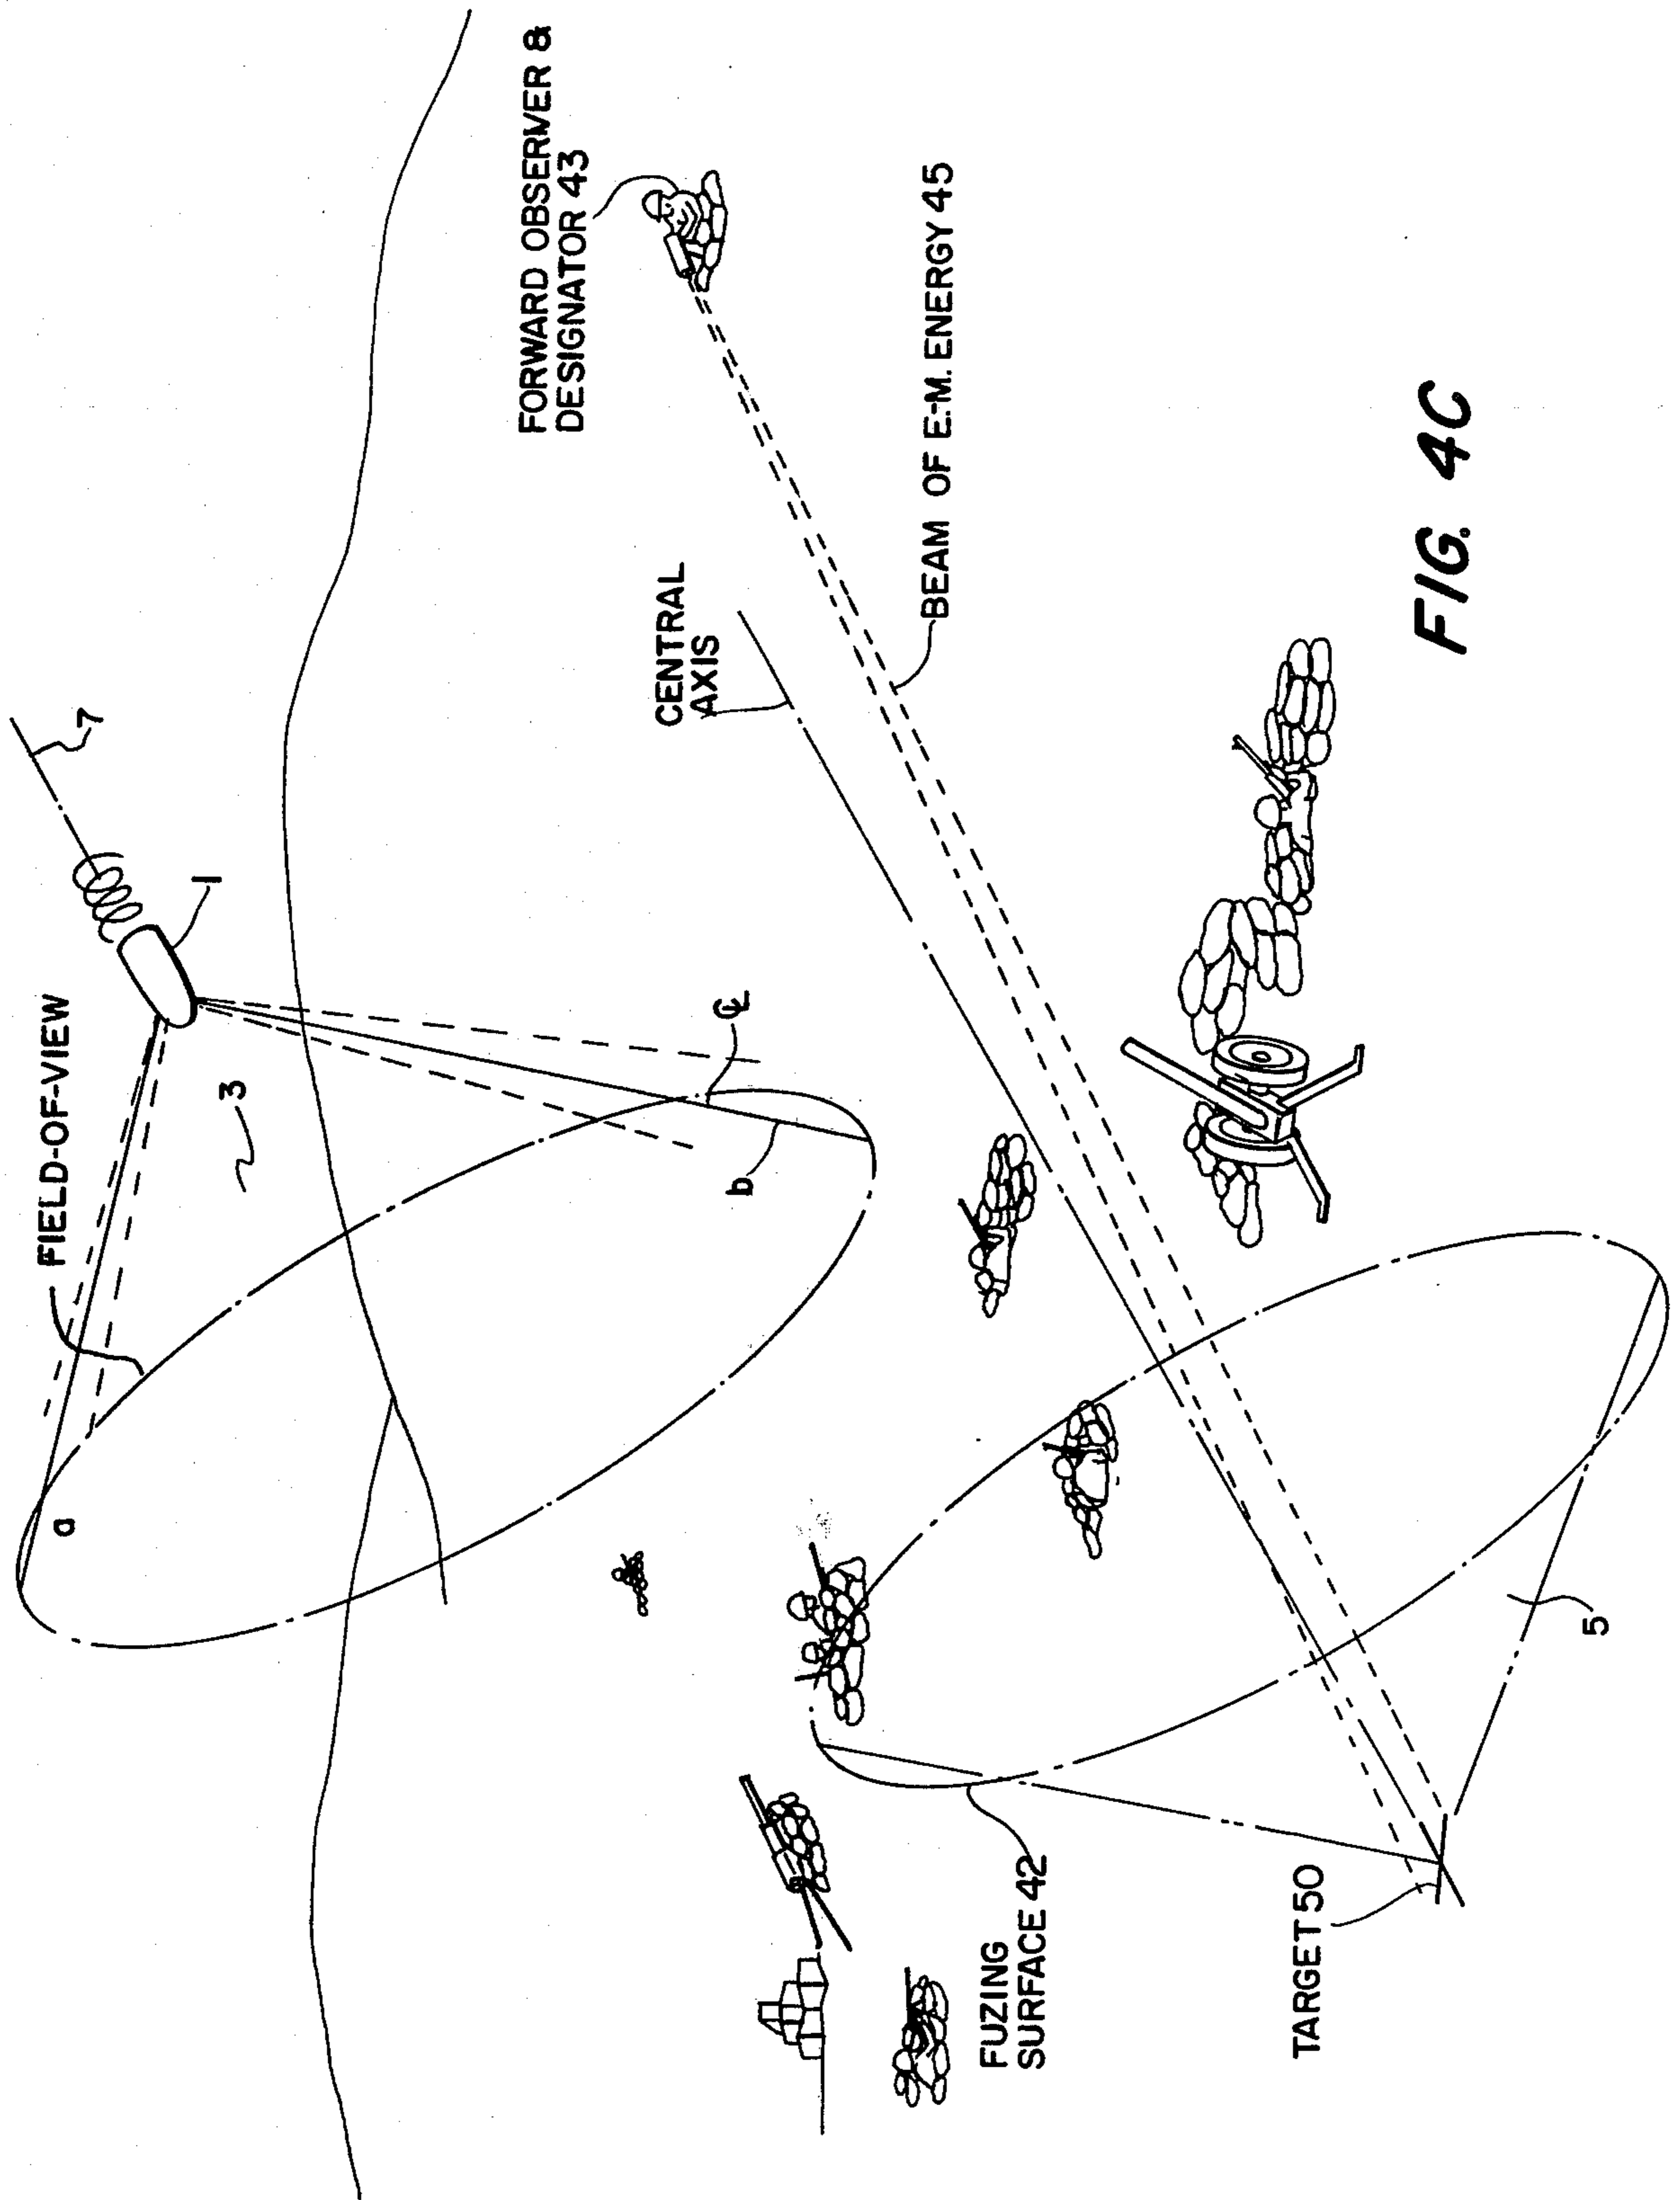 FIELD-OF-VIEW
7
1
3
a
b
℄
FORWARD OBSERVER &
DESIGNATOR 43
CENTRAL
AXIS
BEAM OF E.-M. ENERGY 45
FUZING
SURFACE 42
TARGET 50
5
FIG. 4C